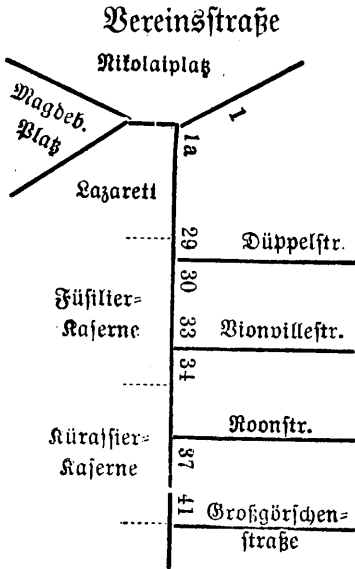 Vereinsſtraße
Nikolaiplatz
1
Magdeb.
Platz
1a
Lazarett
29
Düppelſtr.
30
Füſilier=
Kaſerne
33
Vionvilleſtr.
34
Roonſtr.
Küraſſier=
Kaſerne
37
41
Großgörſchen=
ſtraße